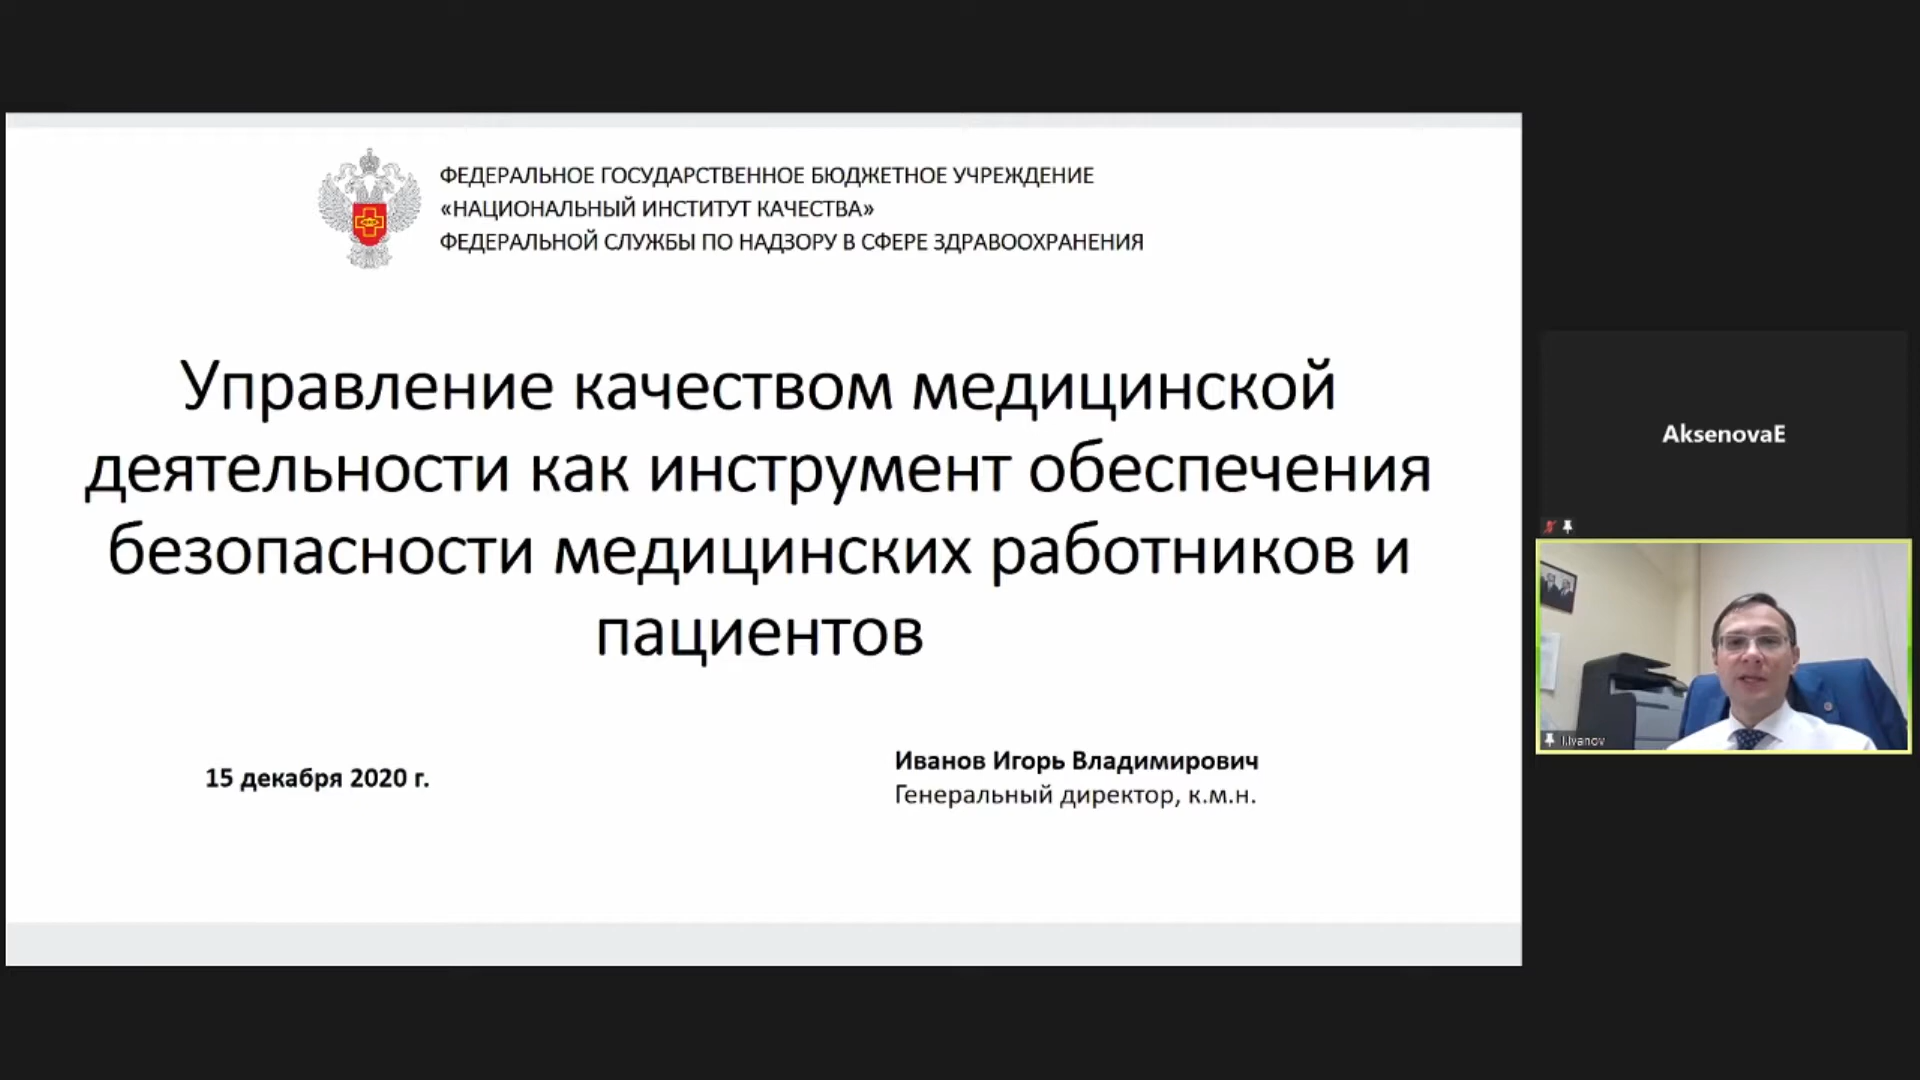 ФЕДЕРАЛЬНОЕ ГОСУДАРСТВЕННОЕ БЮДЖЕТНОЕ УЧРЕЖДЕНИЕ
«НАЦИОНАЛЬНЫЙ ИНСТИТУТ КАЧЕСТВА»
ФЕДЕРАЛЬНОЙ СЛУЖБЫ ПО НАДЗОРУ В СФЕРЕ ЗДРАВООХРАНЕНИЯ
Управление качеством медицинской
деятельности как инструмент обеспечения
безопасности медицинских работников и
пациентов
15 декабря 2020 г.
Иванов Игорь Владимирович
Генеральный директор, к.м.н.
AksenovaE
I.Ivanov